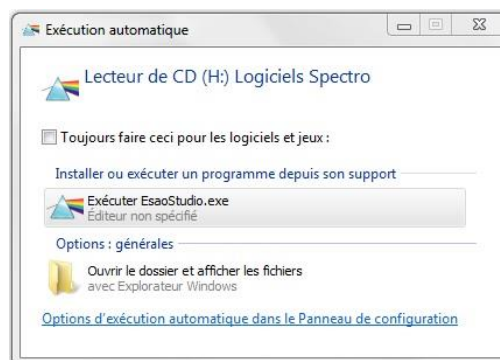 Exécution automatique
Lecteur de CD (H:) Logiciels Spectro
Toujours faire ceci pour les logiciels et jeux :
Installer ou exécuter un programme depuis son support
Exécuter EsaoStudio.exe
Éditeur non spécifié
Options : générales
Ouvrir le dossier et afficher les fichiers
avec Explorateur Windows
Options d'exécution automatique dans le Panneau de configuration